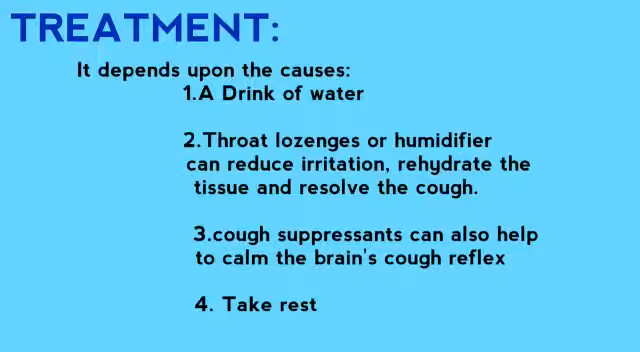 TREATMENT:
It depends upon the causes:
1.A Drink of water
2.Throat lozenges or humidifier
can reduce irritation, rehydrate the
tissue and resolve the cough.
3.cough suppressants can also help
to calm the brain's cough reflex
4. Take rest